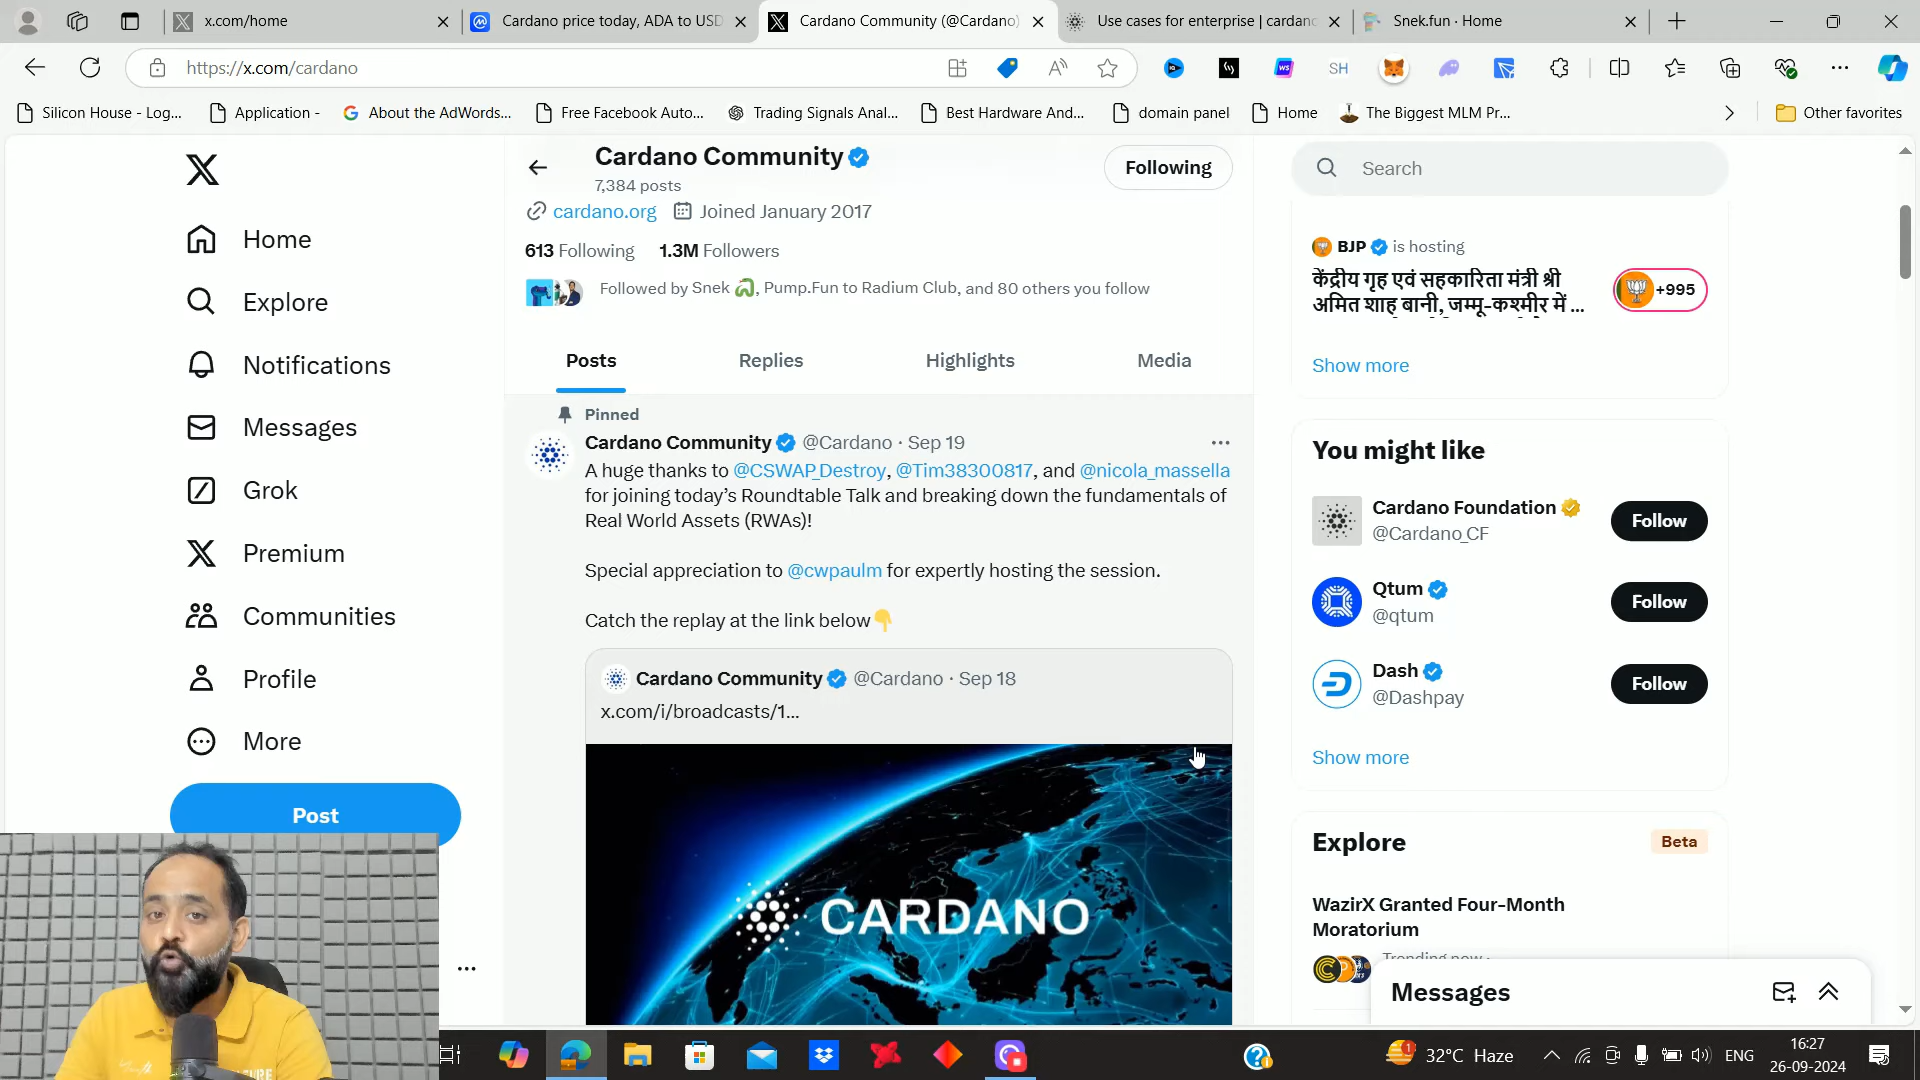 x.com/home
Cardano price today, ADA to USD
Cardano Community (@Cardano)
Use cases for enterprise | cardano
Snek.fun · Home
https://x.com/cardano
Silicon House - Log...
Application -
About the AdWords...
Free Facebook Auto...
Trading Signals Anal...
Best Hardware And...
domain panel
Home
The Biggest MLM Pr...
Other favorites
Home
Explore
Notifications
Messages
Grok
Premium
Communities
Profile
More
Post
Cardano Community
7,384 posts
Following
cardano.org Joined January 2017
613 Following 1.3M Followers
Followed by Snek 🐍, Pump.Fun to Radium Club, and 80 others you follow
Posts Replies Highlights Media
Pinned
Cardano Community @Cardano · Sep 19
A huge thanks to @CSWAP_Destroy, @Tim38300817, and @nicola_massella
for joining today’s Roundtable Talk and breaking down the fundamentals of
Real World Assets (RWAs)!
Special appreciation to @cwpaulm for expertly hosting the session.
Catch the replay at the link below👇
Cardano Community @Cardano · Sep 18
x.com/i/broadcasts/1...
CARDANO
Search
BJP is hosting
केंद्रीय गृह एवं सहकारिता मंत्री श्री
अमित शाह बानी, जम्मू-कश्मीर में ...
+995
Show more
You might like
Cardano Foundation
@Cardano_CF
Follow
Qtum
@qtum
Follow
Dash
@Dashpay
Follow
Show more
Explore
Beta
WazirX Granted Four-Month
Moratorium
Trending now ·
Messages
32°C Haze
ENG
16:27
26-09-2024